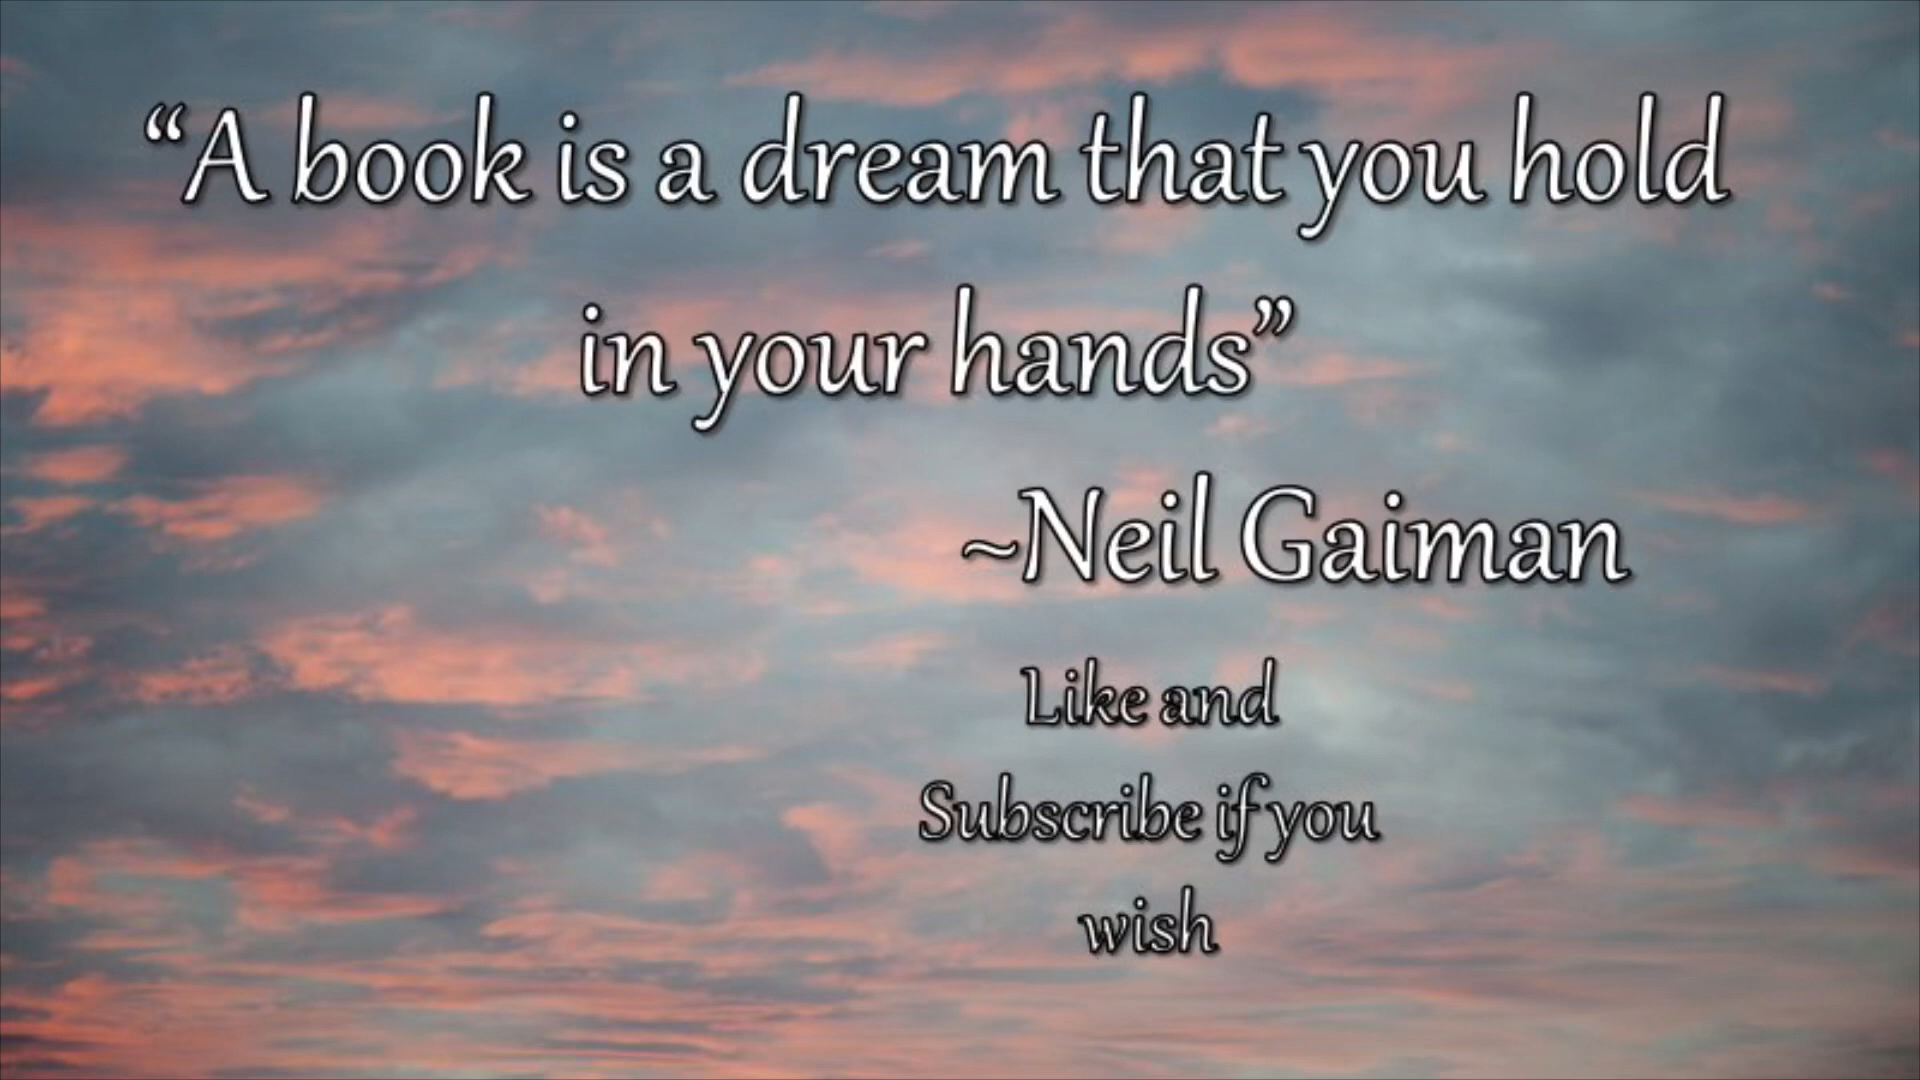 “A book is a dream that you hold
in your hands”
~Neil Gaiman
Like and
Subscribe if you
wish